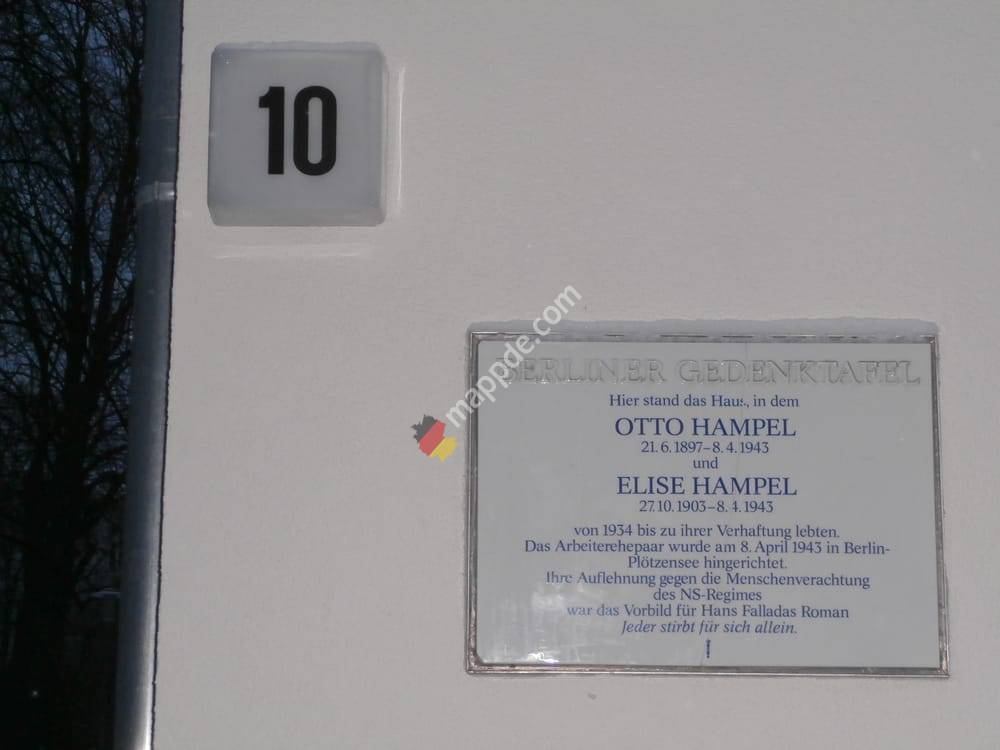 10
mappde.com
BERLINER GEDENKTAFEL
Hier stand das Haus, in dem
OTTO HAMPEL
21.6.1897–8.4.1943
und
ELISE HAMPEL
27.10.1903–8.4.1943
von 1934 bis zu ihrer Verhaftung lebten.
Das Arbeiterehepaar wurde am 8. April 1943 in Berlin-
Plötzensee hingerichtet.
Ihre Auflehnung gegen die Menschenverachtung
des NS-Regimes
war das Vorbild für Hans Falladas Roman
Jeder stirbt für sich allein.